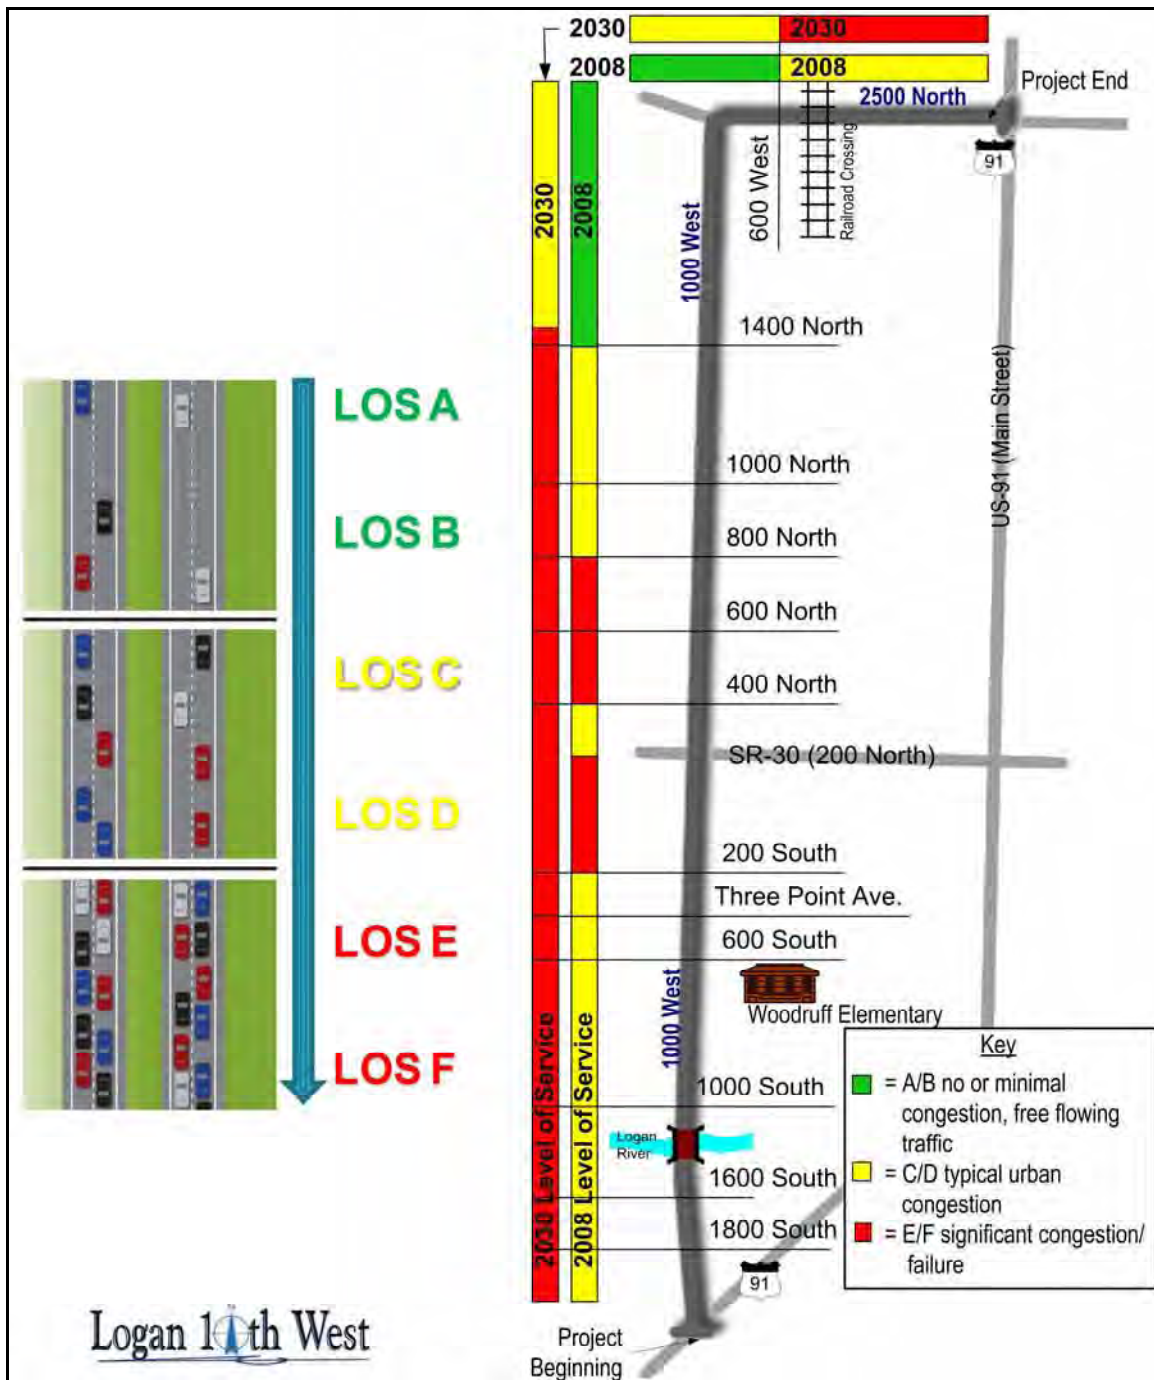 2030
2030
2008
2008
2500 North
Project End
91
600 West
Railroad Crossing
2030
2008
1000 West
1400 North
US-91 (Main Street)
LOS A
1000 North
LOS B
800 North
600 North
LOS C
400 North
SR-30 (200 North)
LOS D
200 South
Three Point Ave.
LOS E
600 South
1000 West
Woodruff Elementary
2030 Level of Service
2008 Level of Service
LOS F
1000 South
Logan
River
1600 South
1800 South
91
Key
= A/B no or minimal
congestion, free flowing
traffic
= C/D typical urban
congestion
= E/F significant congestion/
failure
Logan 10th West
Project
Beginning